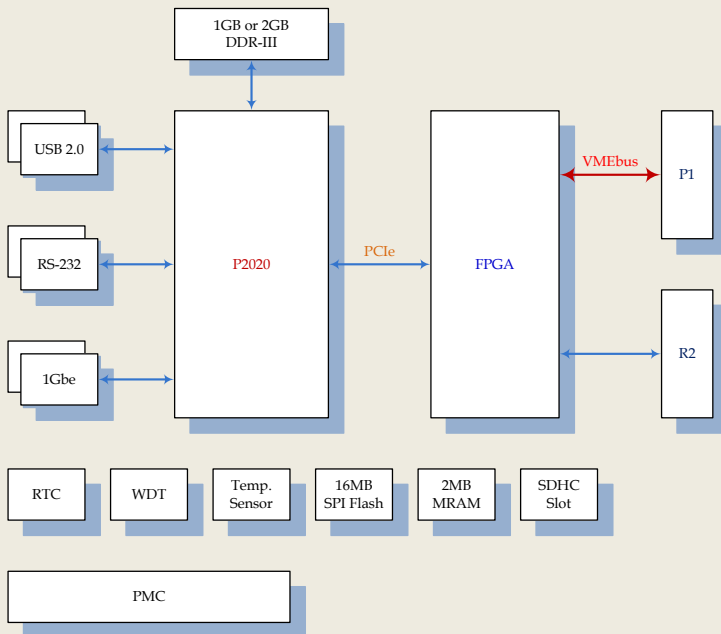 1GB or 2GB
DDR-III
USB 2.0
VMEbus
P1
RS-232
P2020
PCIe
FPGA
R2
1Gbe
RTC
WDT
Temp.
Sensor
16MB
SPI Flash
2MB
MRAM
SDHC
Slot
PMC